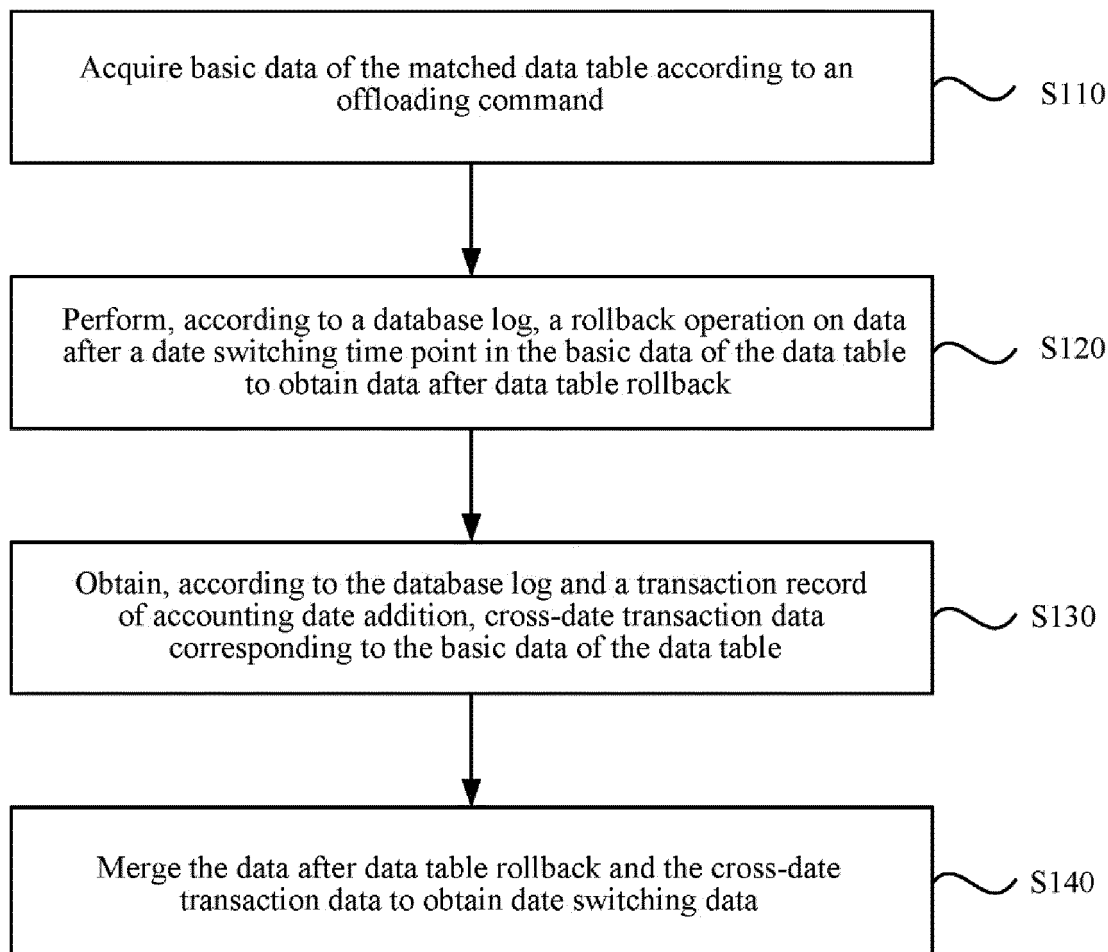 Acquire basic data of the matched data table according to an
offloading command
S110
Perform, according to a database log, a rollback operation on data
after a date switching time point in the basic data of the data table
to obtain data after data table rollback
S120
Obtain, according to the database log and a transaction record
of accounting date addition, cross-date transaction data
corresponding to the basic data of the data table
S130
Merge the data after data table rollback and the cross-date
transaction data to obtain date switching data
S140